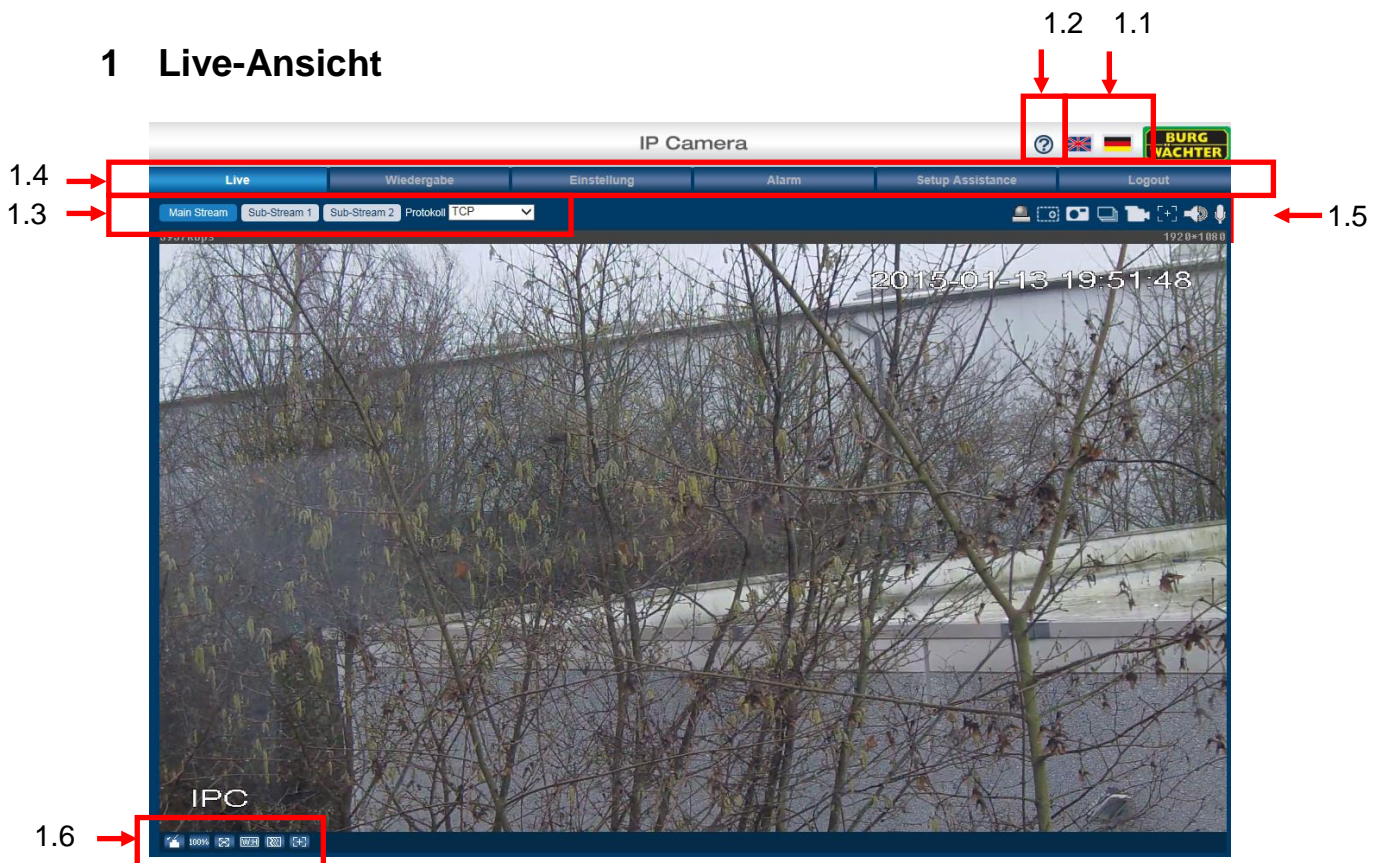 1.2 1.1
1 Live-Ansicht
IP Camera
BURG
WÄCHTER
1.4
Live Wiedergabe Einstellung Alarm Setup Assistance Logout
1.3
Main Stream Sub-Stream 1 Sub-Stream 2 Protokoll TCP
1.5
1920*1080
2015-01-13 19:51:48
IPC
1.6
100% W:H